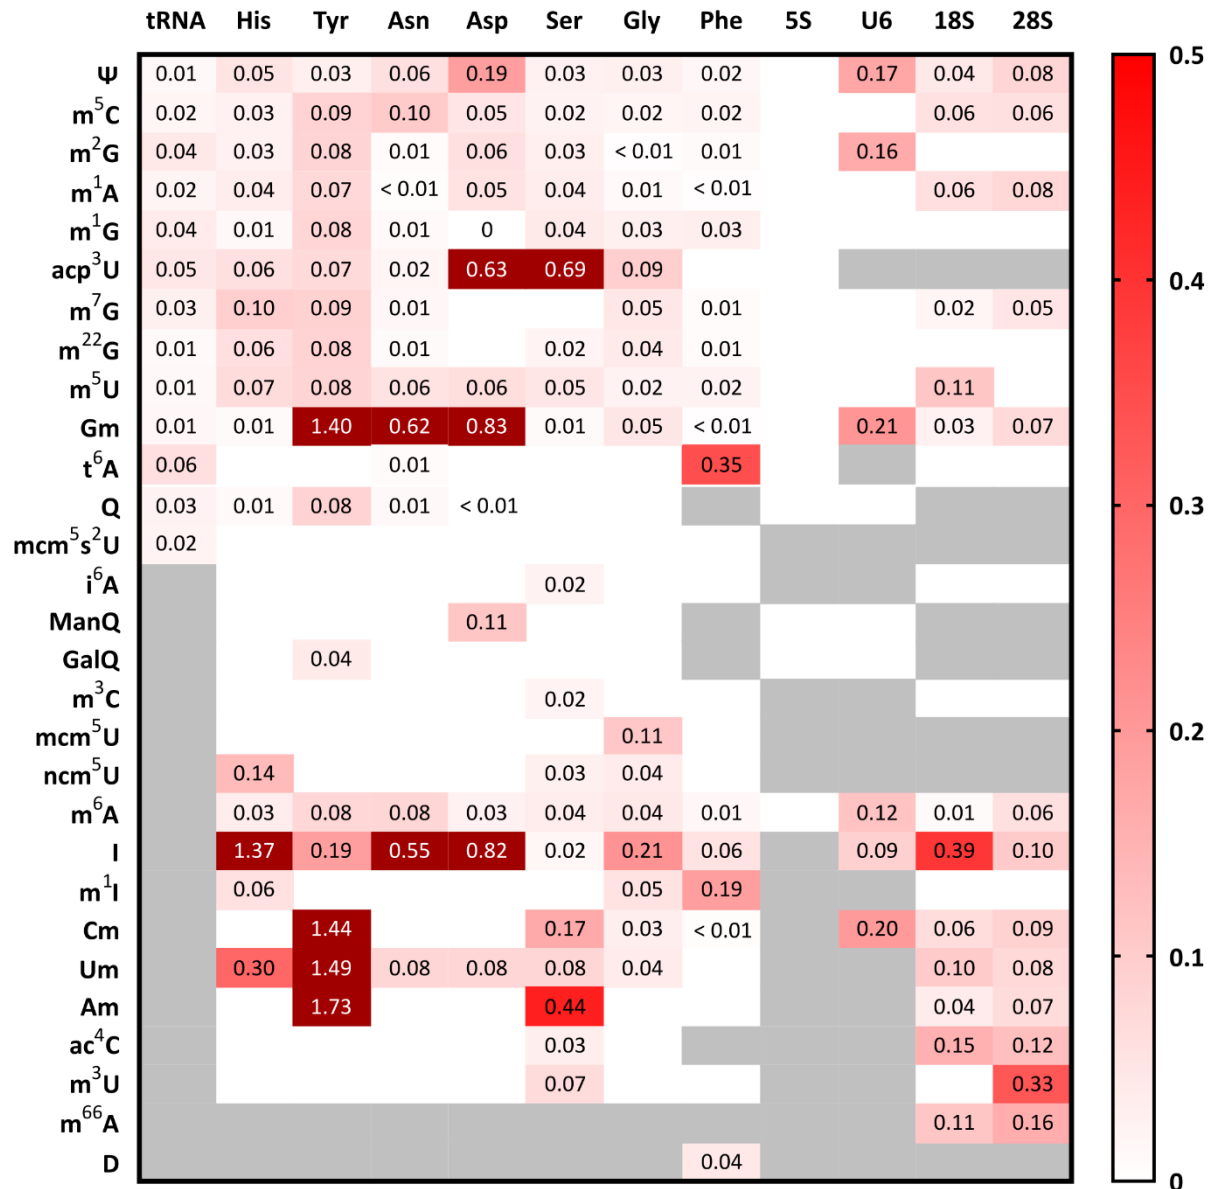 tRNA His Tyr Asn Asp Ser Gly Phe 5S U6 18S 28S
Ψ 0.01 0.05 0.03 0.06 0.19 0.03 0.03 0.02 0.17 0.04 0.08
m⁵C 0.02 0.03 0.09 0.10 0.05 0.02 0.02 0.02 0.06 0.06
m²G 0.04 0.03 0.08 0.01 0.06 0.03 < 0.01 0.01 0.16
m¹A 0.02 0.04 0.07 < 0.01 0.05 0.04 0.01 < 0.01 0.06 0.08
m¹G 0.04 0.01 0.08 0.01 0 0.04 0.03 0.03
acp³U 0.05 0.06 0.07 0.02 0.63 0.69 0.09
m⁷G 0.03 0.10 0.09 0.01 0.05 0.01 0.02 0.05
m²²G 0.01 0.06 0.08 0.01 0.02 0.04 0.01
m⁵U 0.01 0.07 0.08 0.06 0.06 0.05 0.02 0.02 0.11
Gm 0.01 0.01 1.40 0.62 0.83 0.01 0.05 < 0.01 0.21 0.03 0.07
t⁶A 0.06 0.01 0.35
Q 0.03 0.01 0.08 0.01 < 0.01
mcm⁵s²U 0.02
i⁶A 0.02
ManQ 0.11
GalQ 0.04
m³C 0.02
mcm⁵U 0.11
ncm⁵U 0.14 0.03 0.04
m⁶A 0.03 0.08 0.08 0.03 0.04 0.04 0.01 0.12 0.01 0.06
I 1.37 0.19 0.55 0.82 0.02 0.21 0.06 0.09 0.39 0.10
m¹I 0.06 0.05 0.19
Cm 1.44 0.17 0.03 < 0.01 0.20 0.06 0.09
Um 0.30 1.49 0.08 0.08 0.08 0.04 0.10 0.08
Am 1.73 0.44 0.04 0.07
ac⁴C 0.03 0.15 0.12
m³U 0.07 0.33
m⁶⁶A 0.11 0.16
D 0.04
0.5
0.4
0.3
0.2
0.1
0